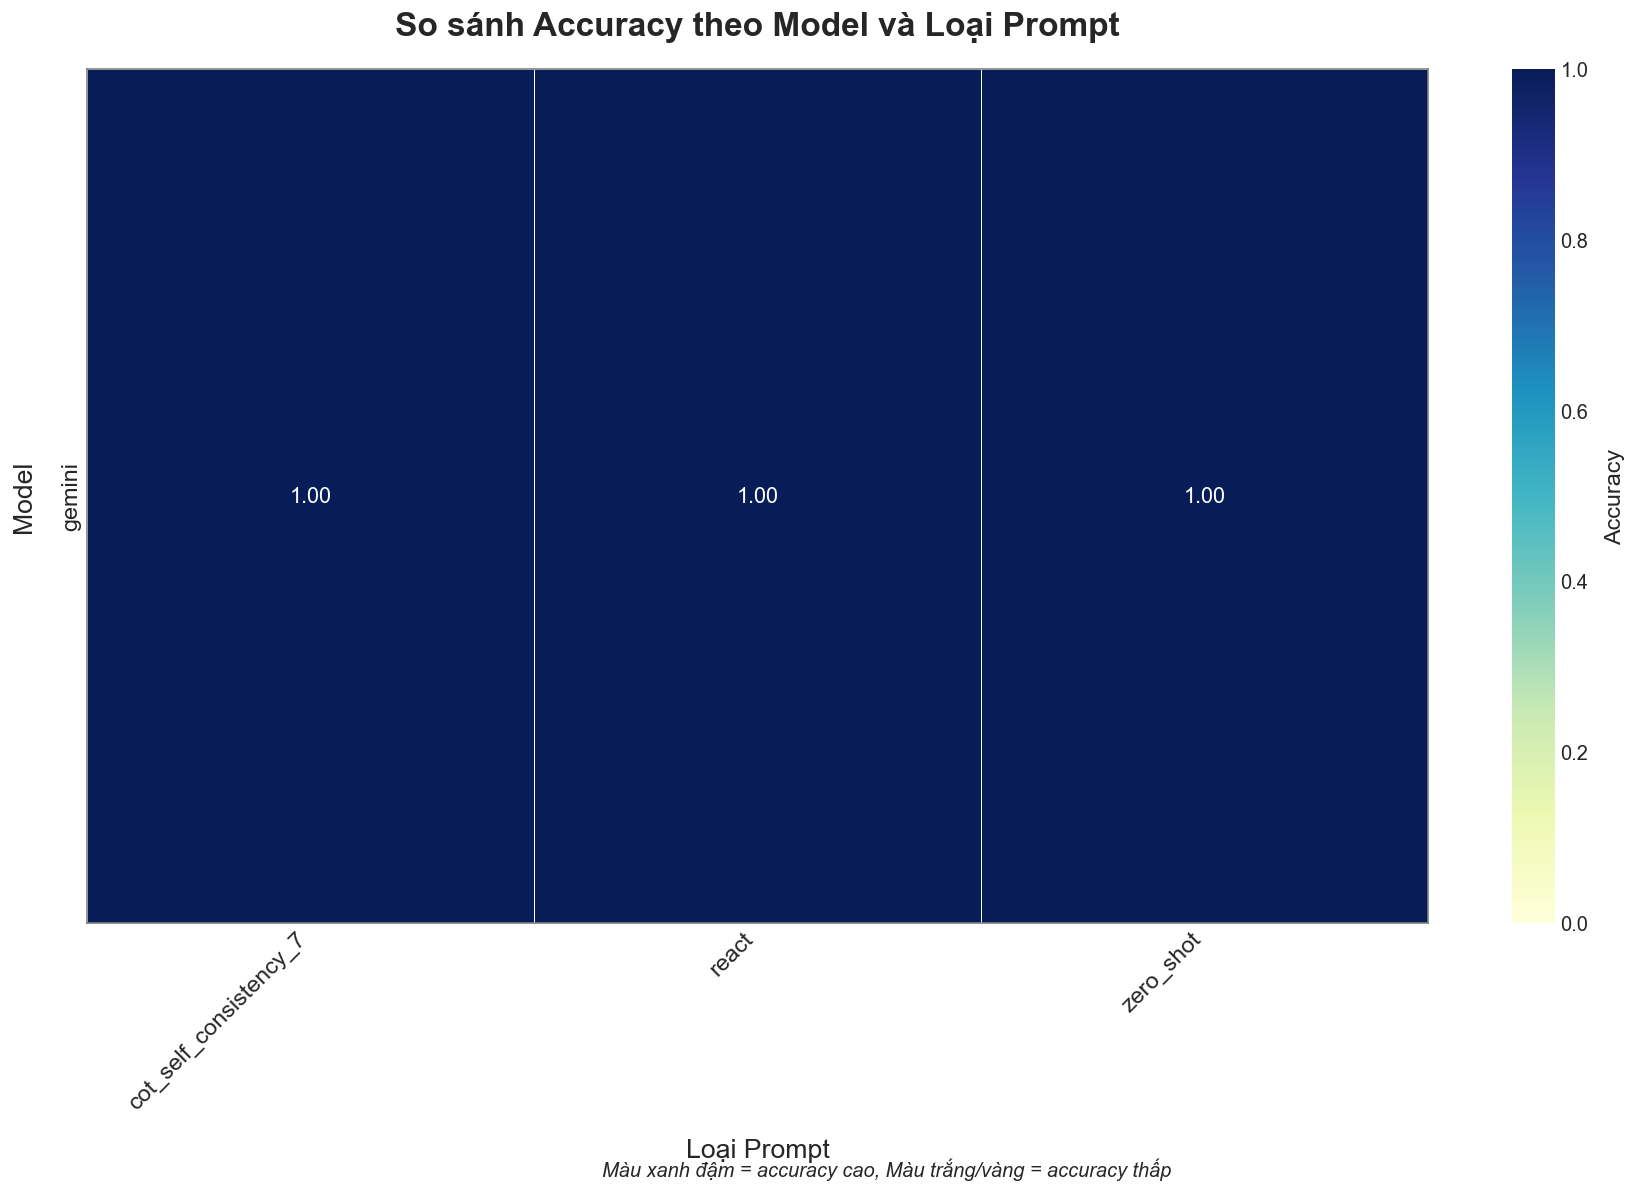 So sánh Accuracy theo Model và Loại Prompt
Model
gemini
1.00
1.00
1.00
cot_self_consistency_7
react
zero_shot
Loại Prompt
Màu xanh đậm = accuracy cao, Màu trắng/vàng = accuracy thấp
1.0
0.8
0.6
0.4
0.2
0.0
Accuracy